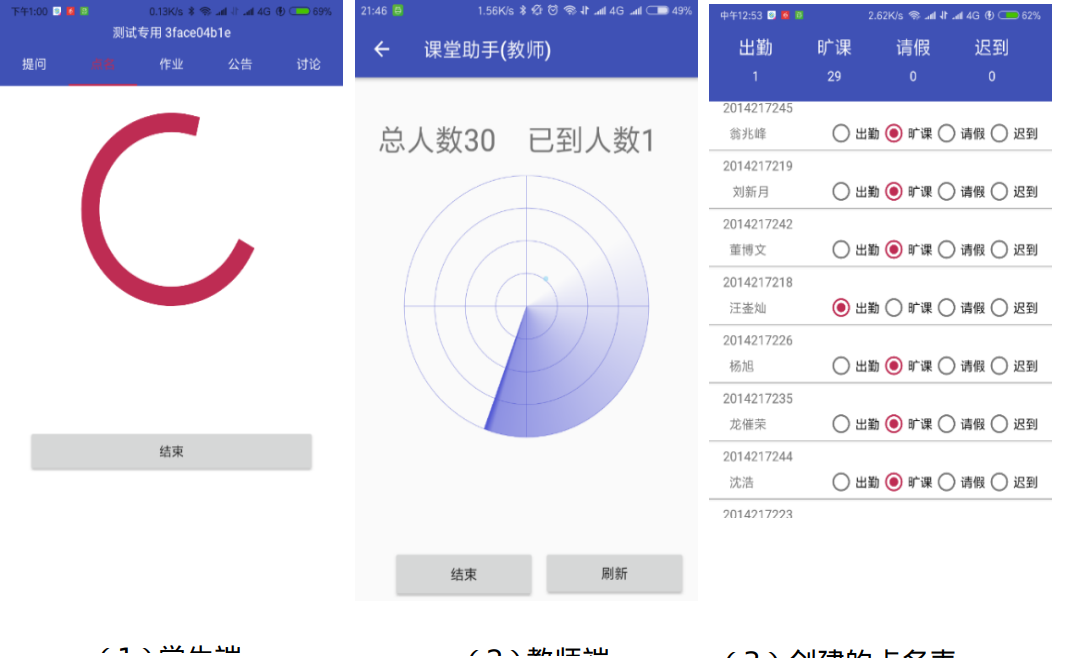 下午1:00 0.13K/s 4G 69%
测试专用 3face04b1e
提问 作业 公告 讨论
结束
21:46 1.56K/s 4G 49%
课堂助手(教师)
总人数30 已到人数1
结束 刷新
中午12:53 2.62K/s 4G 62%
出勤 旷课 请假 迟到
1 29 0 0
2014217245
翁兆峰 出勤 旷课 请假 迟到
2014217219
刘新月 出勤 旷课 请假 迟到
2014217242
董博文 出勤 旷课 请假 迟到
2014217218
汪崟灿 出勤 旷课 请假 迟到
2014217226
杨旭 出勤 旷课 请假 迟到
2014217235
龙催荣 出勤 旷课 请假 迟到
2014217244
沈浩 出勤 旷课 请假 迟到
2014217223
(1)学生端 (2)教师端 (3)创建的点名表